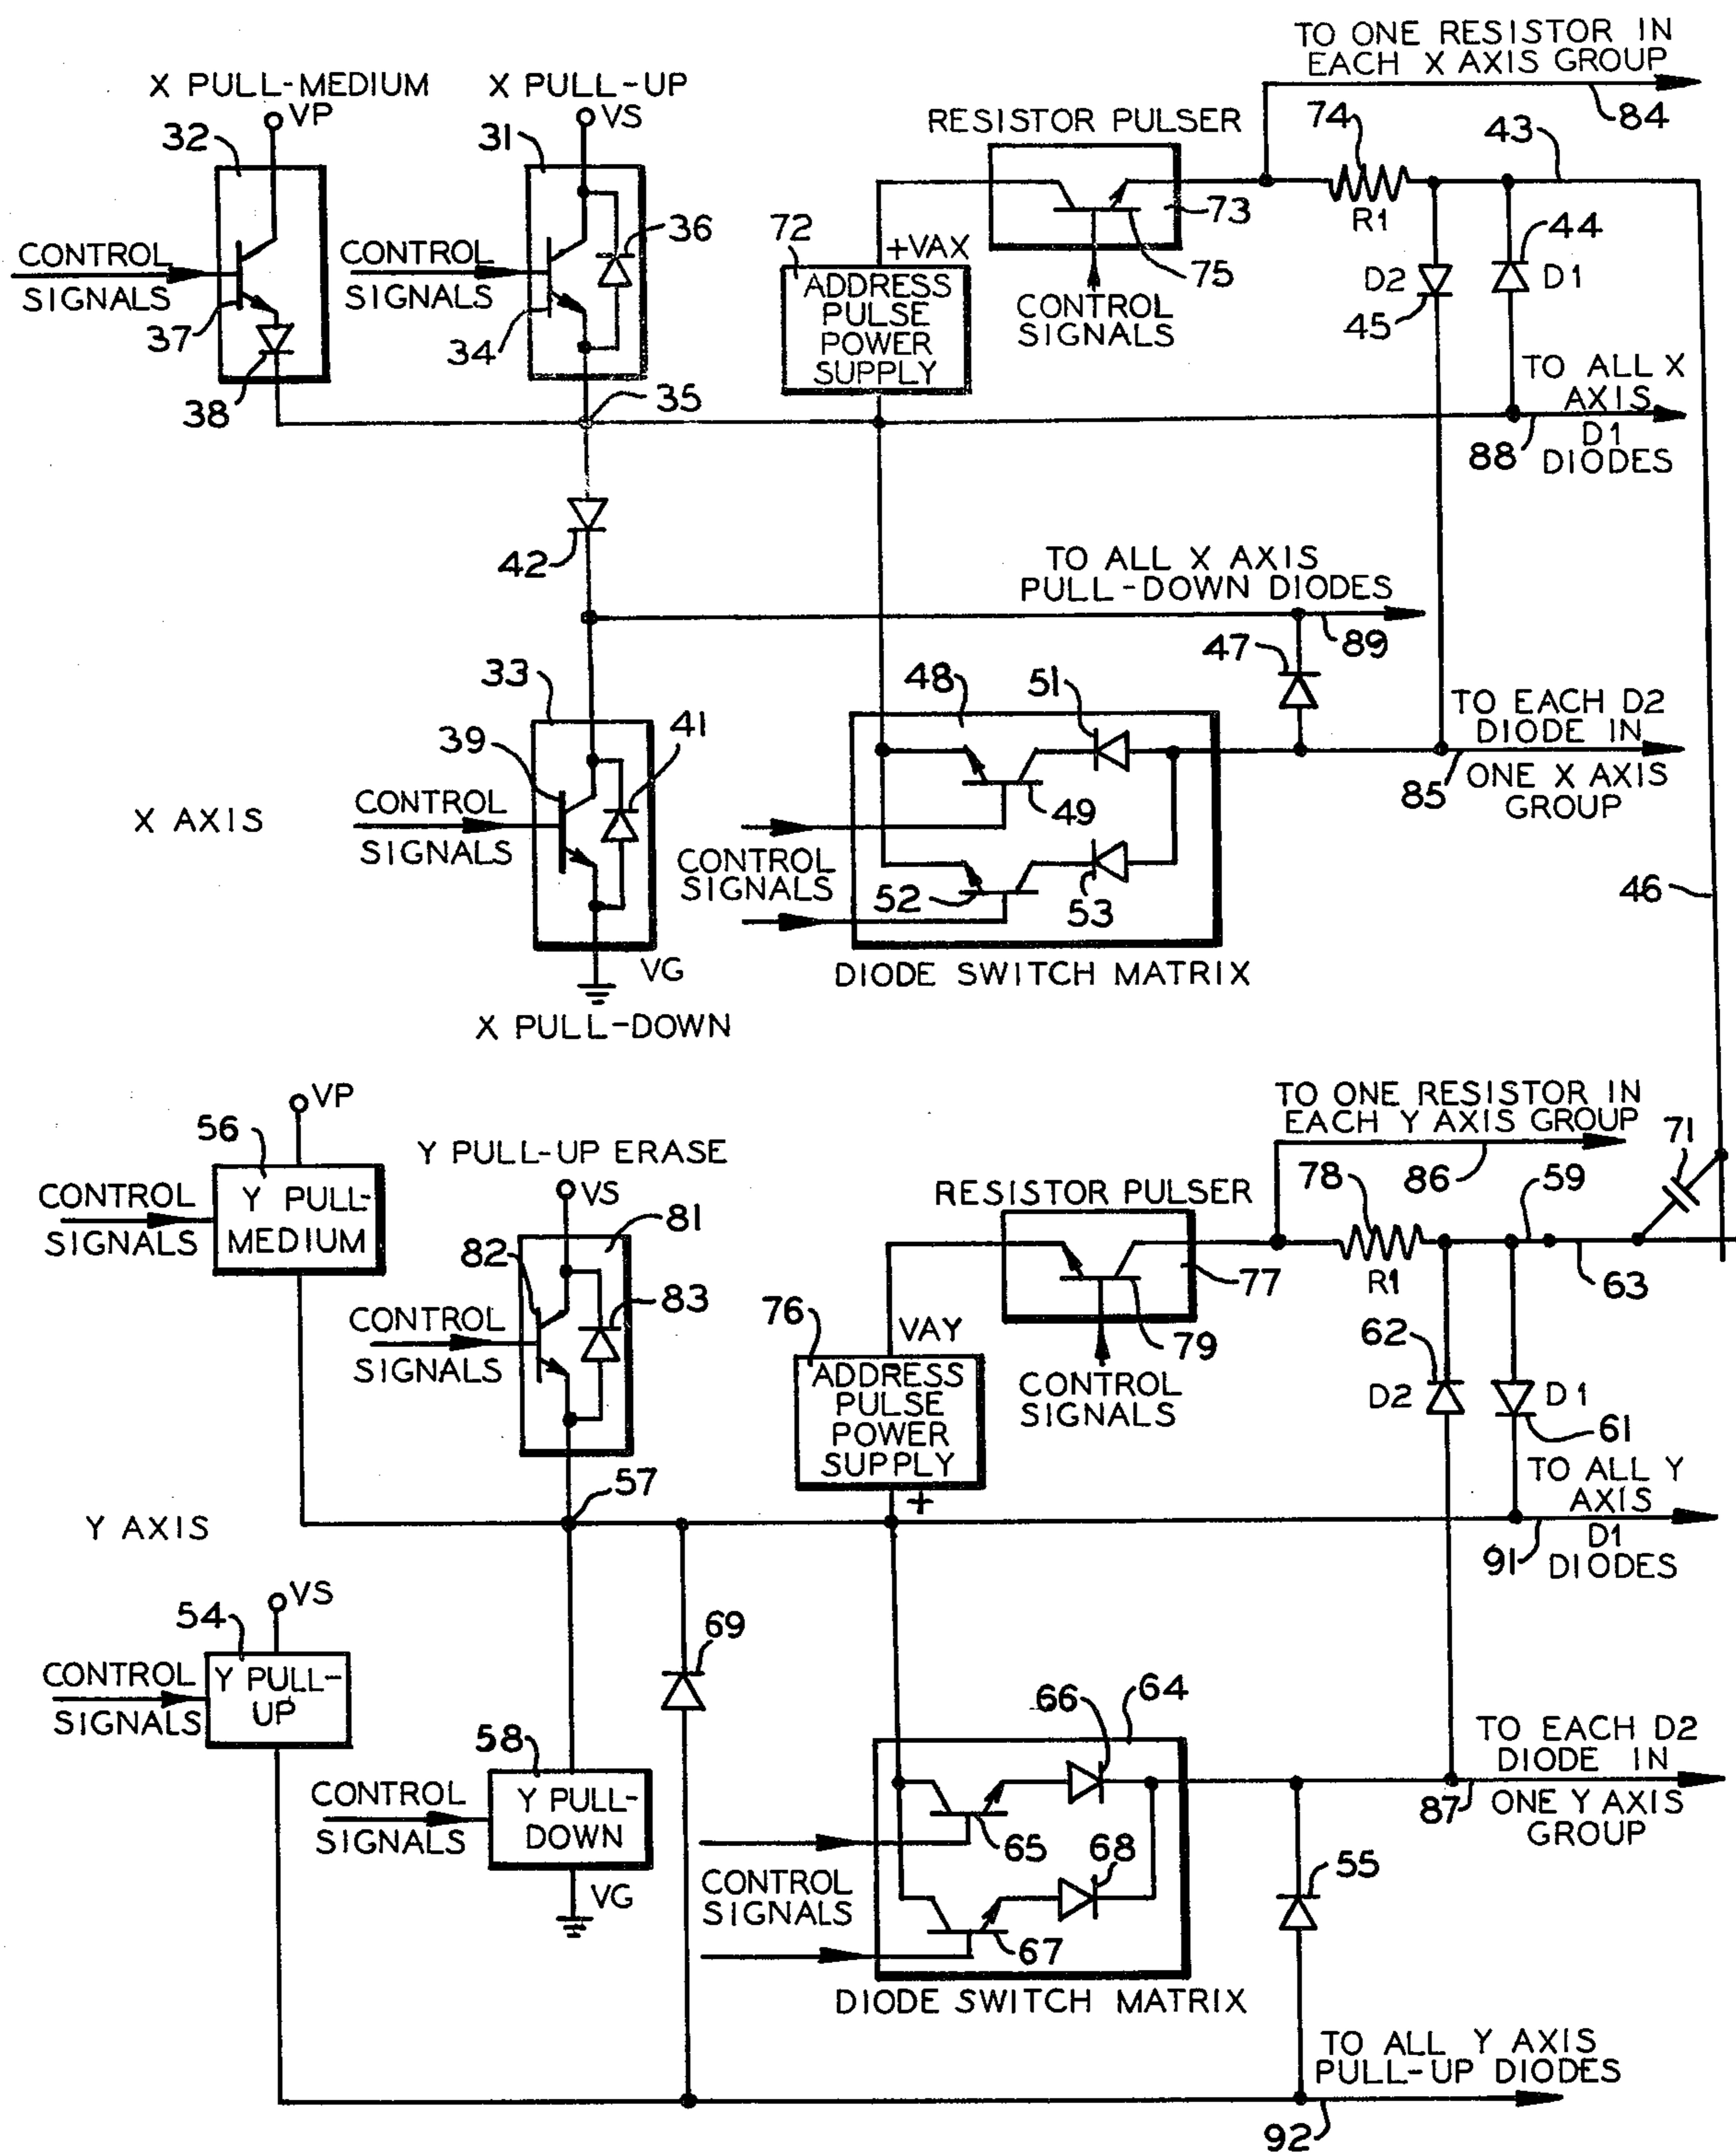 TO ONE RESISTOR IN
EACH X AXIS GROUP
84
X PULL-MEDIUM
VP
32
X PULL-UP
VS
31
RESISTOR PULSER
74
43
73
R1
CONTROL
SIGNALS
37
38
CONTROL
SIGNALS
34
36
35
72
+VAX
ADDRESS
PULSE
POWER
SUPPLY
75
CONTROL
SIGNALS
D2
45
44
D1
TO ALL X
AXIS
D1
DIODES
88
42
TO ALL X AXIS
PULL-DOWN DIODES
89
47
33
39
41
48
51
TO EACH D2
DIODE IN
ONE X AXIS
GROUP
85
X AXIS
CONTROL
SIGNALS
CONTROL
SIGNALS
49
52
53
46
VG
DIODE SWITCH MATRIX
X PULL-DOWN
VP
56
CONTROL
SIGNALS
Y PULL-
MEDIUM
Y PULL-UP ERASE
VS
81
82
83
CONTROL
SIGNALS
TO ONE RESISTOR IN
EACH Y AXIS GROUP
71
86
RESISTOR PULSER
78
59
77
R1
63
76
VAY
ADDRESS
PULSE
POWER
SUPPLY
+
79
CONTROL
SIGNALS
62
D2
D1
61
57
TO ALL Y
AXIS
D1
DIODES
91
Y AXIS
VS
54
CONTROL
SIGNALS
Y PULL-
UP
69
58
CONTROL
SIGNALS
Y PULL-
DOWN
VG
66
64
TO EACH D2
DIODE IN
ONE Y AXIS
GROUP
87
65
68
CONTROL
SIGNALS
67
55
DIODE SWITCH MATRIX
TO ALL Y AXIS
PULL-UP DIODES
92